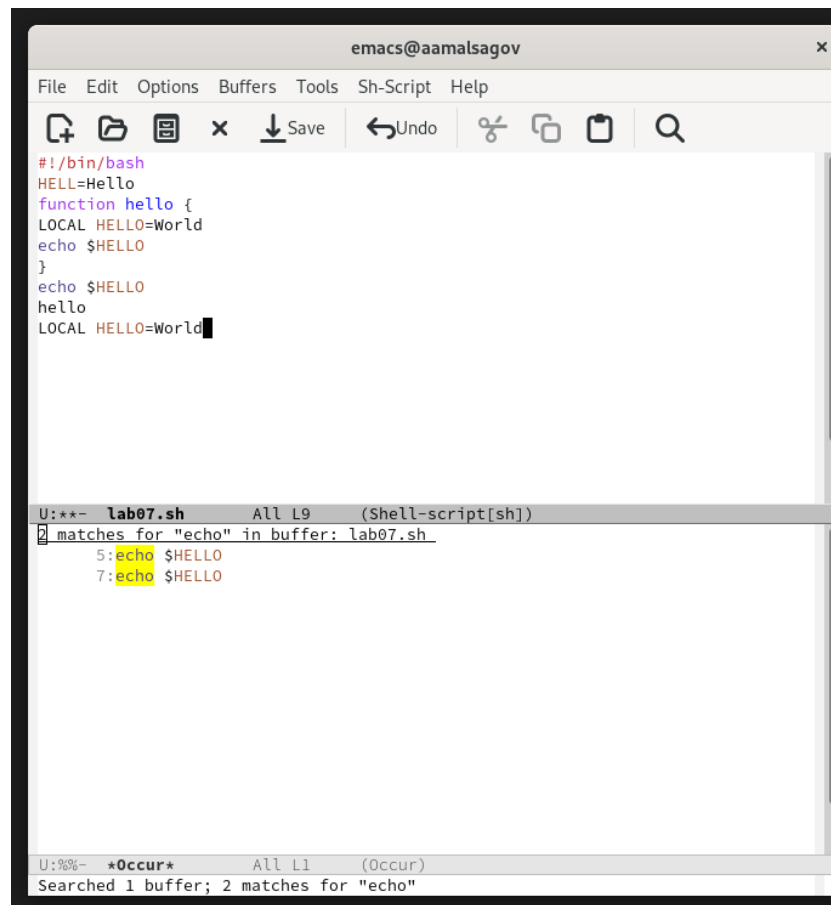 emacs@aamalsagov ×
File Edit Options Buffers Tools Sh-Script Help
Save Undo
#!/bin/bash
HELL=Hello
function hello {
LOCAL HELLO=World
echo $HELLO
}
echo $HELLO
hello
LOCAL HELLO=World
U:**- lab07.sh All L9 (Shell-script[sh])
2 matches for "echo" in buffer: lab07.sh
5:echo $HELLO
7:echo $HELLO
U:%%- *Occur* All L1 (Occur)
Searched 1 buffer; 2 matches for "echo"